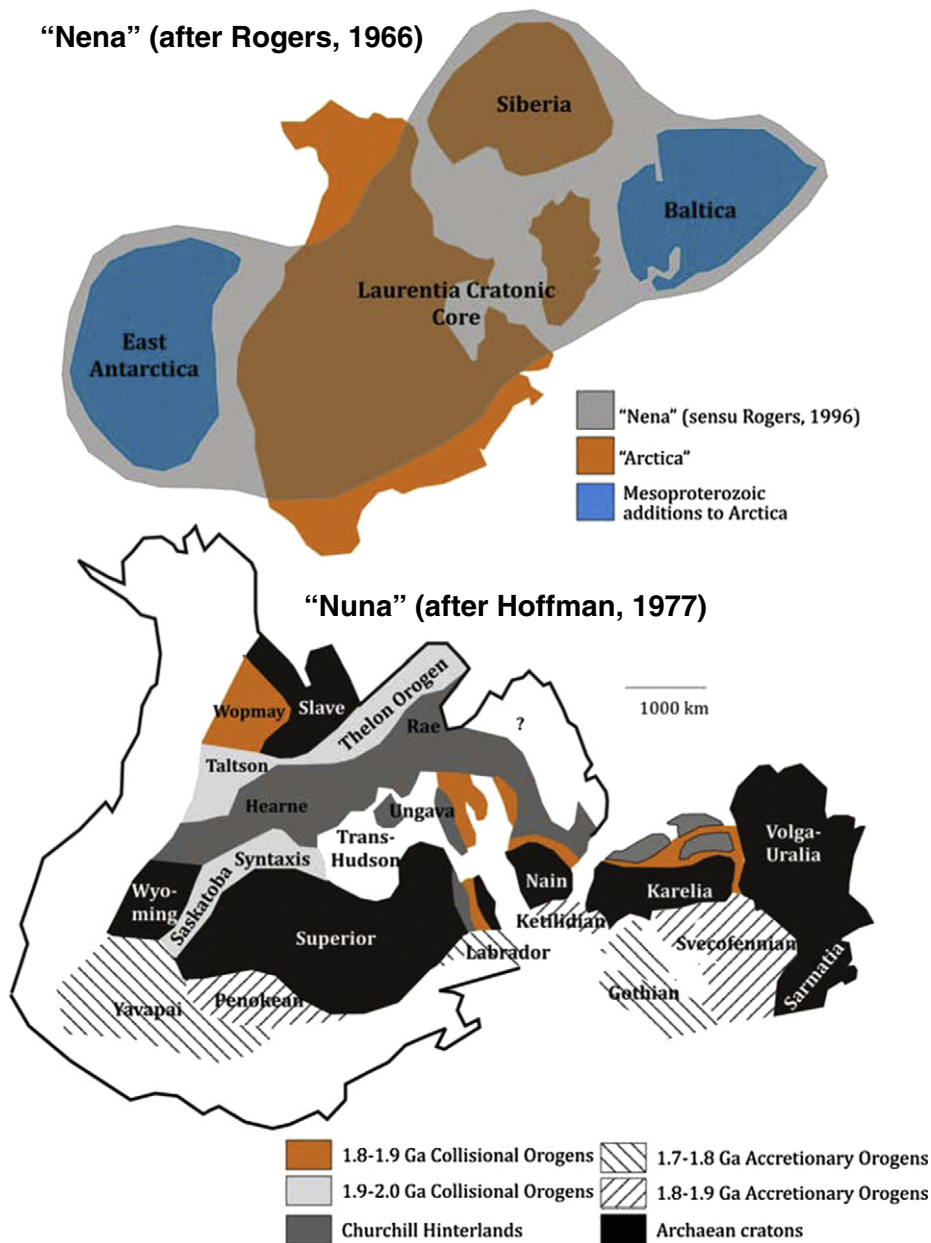 “Nena” (after Rogers, 1966)
Siberia
Baltica
Laurentia Cratonic
Core
East
Antarctica
“Nena” (sensu Rogers, 1996)
“Arctica”
Mesoproterozoic
additions to Arctica
“Nuna” (after Hoffman, 1977)
1000 km
Wopmay
Slave
Thelon Orogen
Rae
?
Taltson
Hearne
Ungava
Trans-
Hudson
Syntaxis
Saskatoba
Wyo-
ming
Superior
Nain
Ketilidian
Labrador
Karelia
Volga-
Uralia
Svecofennian
Sarmatia
Gothian
Penokean
Yavapai
1.8-1.9 Ga Collisional Orogens
1.9-2.0 Ga Collisional Orogens
Churchill Hinterlands
1.7-1.8 Ga Accretionary Orogens
1.8-1.9 Ga Accretionary Orogens
Archaean cratons